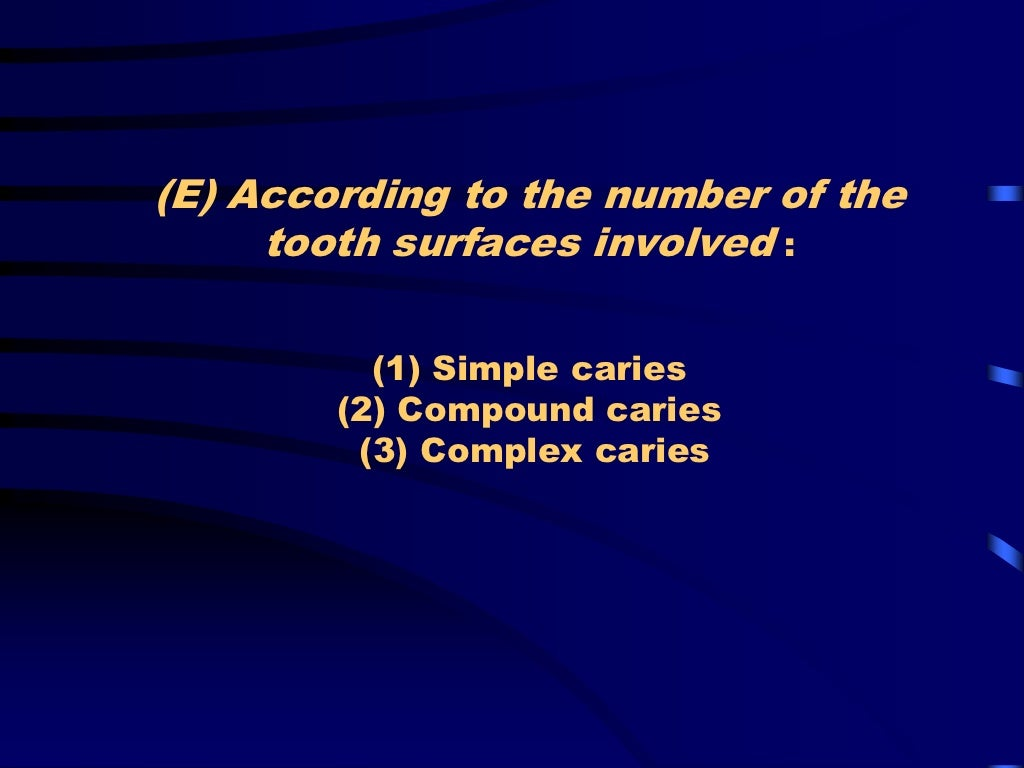 (E) According to the number of the
tooth surfaces involved :
(1) Simple caries
(2) Compound caries
(3) Complex caries